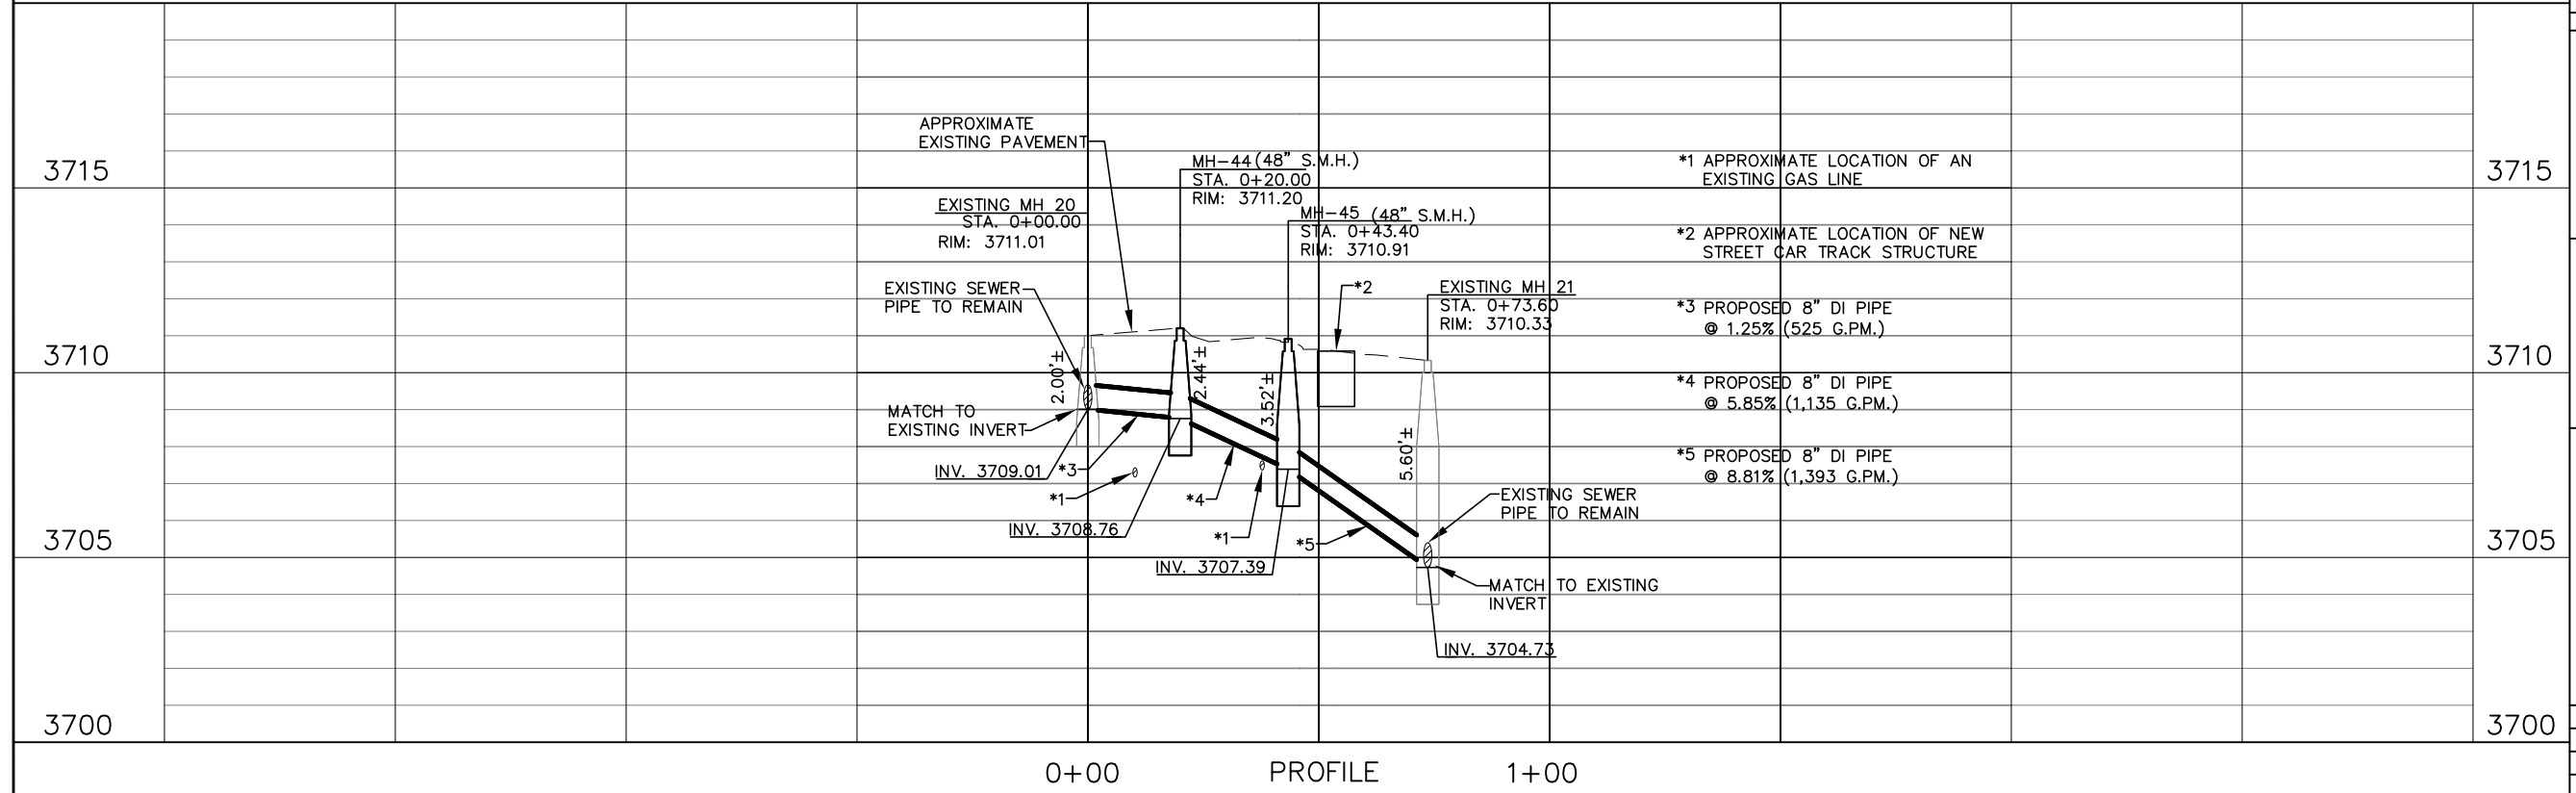 APPROXIMATE
EXISTING PAVEMENT
MH-44 (48" S.M.H.)
STA. 0+20.00
RIM: 3711.20
*1 APPROXIMATE LOCATION OF AN
EXISTING GAS LINE
3715
3715
EXISTING MH 20
STA. 0+00.00
RIM: 3711.01
MH-45 (48" S.M.H.)
STA. 0+43.40
RIM: 3710.91
*2 APPROXIMATE LOCATION OF NEW
STREET CAR TRACK STRUCTURE
EXISTING SEWER
PIPE TO REMAIN
*2
EXISTING MH 21
STA. 0+73.60
RIM: 3710.33
*3 PROPOSED 8" DI PIPE
@ 1.25% (525 G.PM.)
3710
3710
2.00'±
2.44'±
3.52'±
5.60'±
*4 PROPOSED 8" DI PIPE
@ 5.85% (1,135 G.PM.)
MATCH TO
EXISTING INVERT
*5 PROPOSED 8" DI PIPE
@ 8.81% (1,393 G.PM.)
INV. 3709.01
*3
*1
*4
EXISTING SEWER
PIPE TO REMAIN
INV. 3708.76
*1
*5
3705
3705
INV. 3707.39
MATCH TO EXISTING
INVERT
INV. 3704.73
3700
3700
0+00
PROFILE
1+00